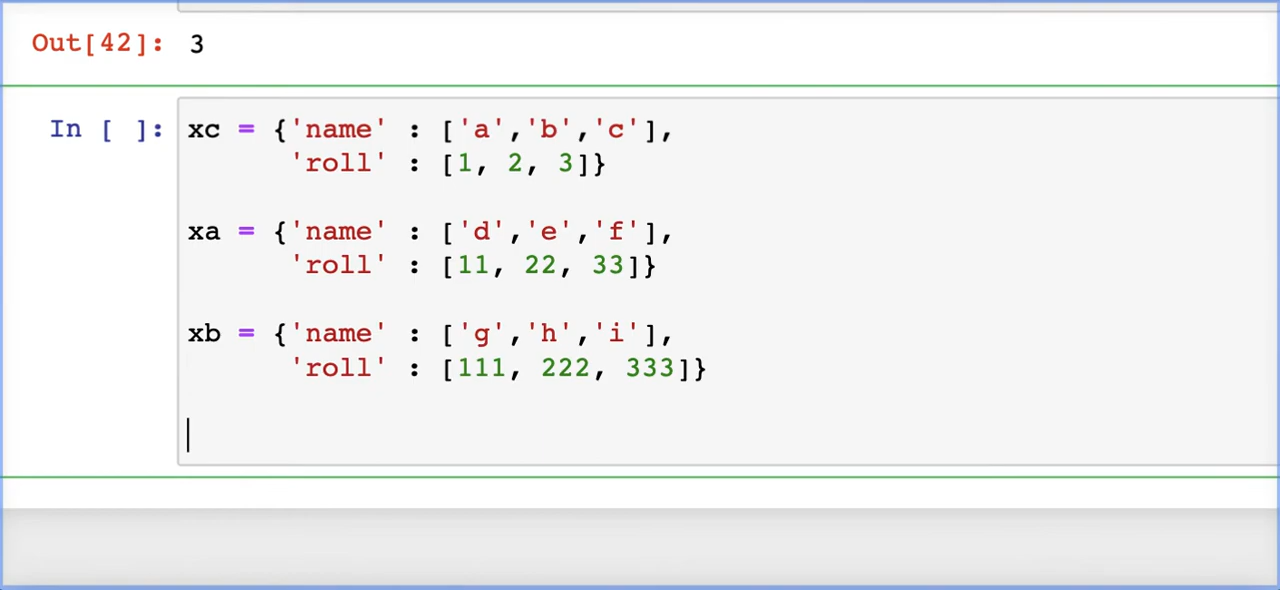 Out[42]: 3
In [ ]: xc = {'name' : ['a','b','c'],
'roll' : [1, 2, 3]}
xa = {'name' : ['d','e','f'],
'roll' : [11, 22, 33]}
xb = {'name' : ['g','h','i'],
'roll' : [111, 222, 333]}